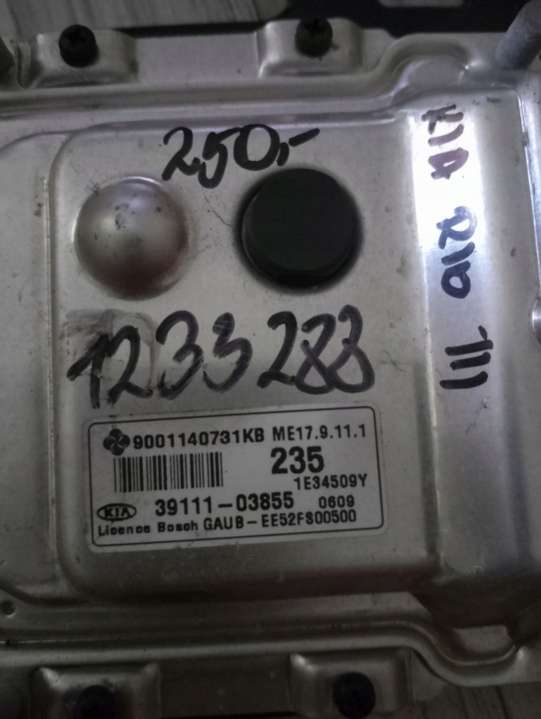 250,-
KIA RIO III
1233288
9001140731KB ME17.9.11.1
235
1E34509Y
KIA 39111-03855 0609
Licence Bosch GAUB-EE52FS00500